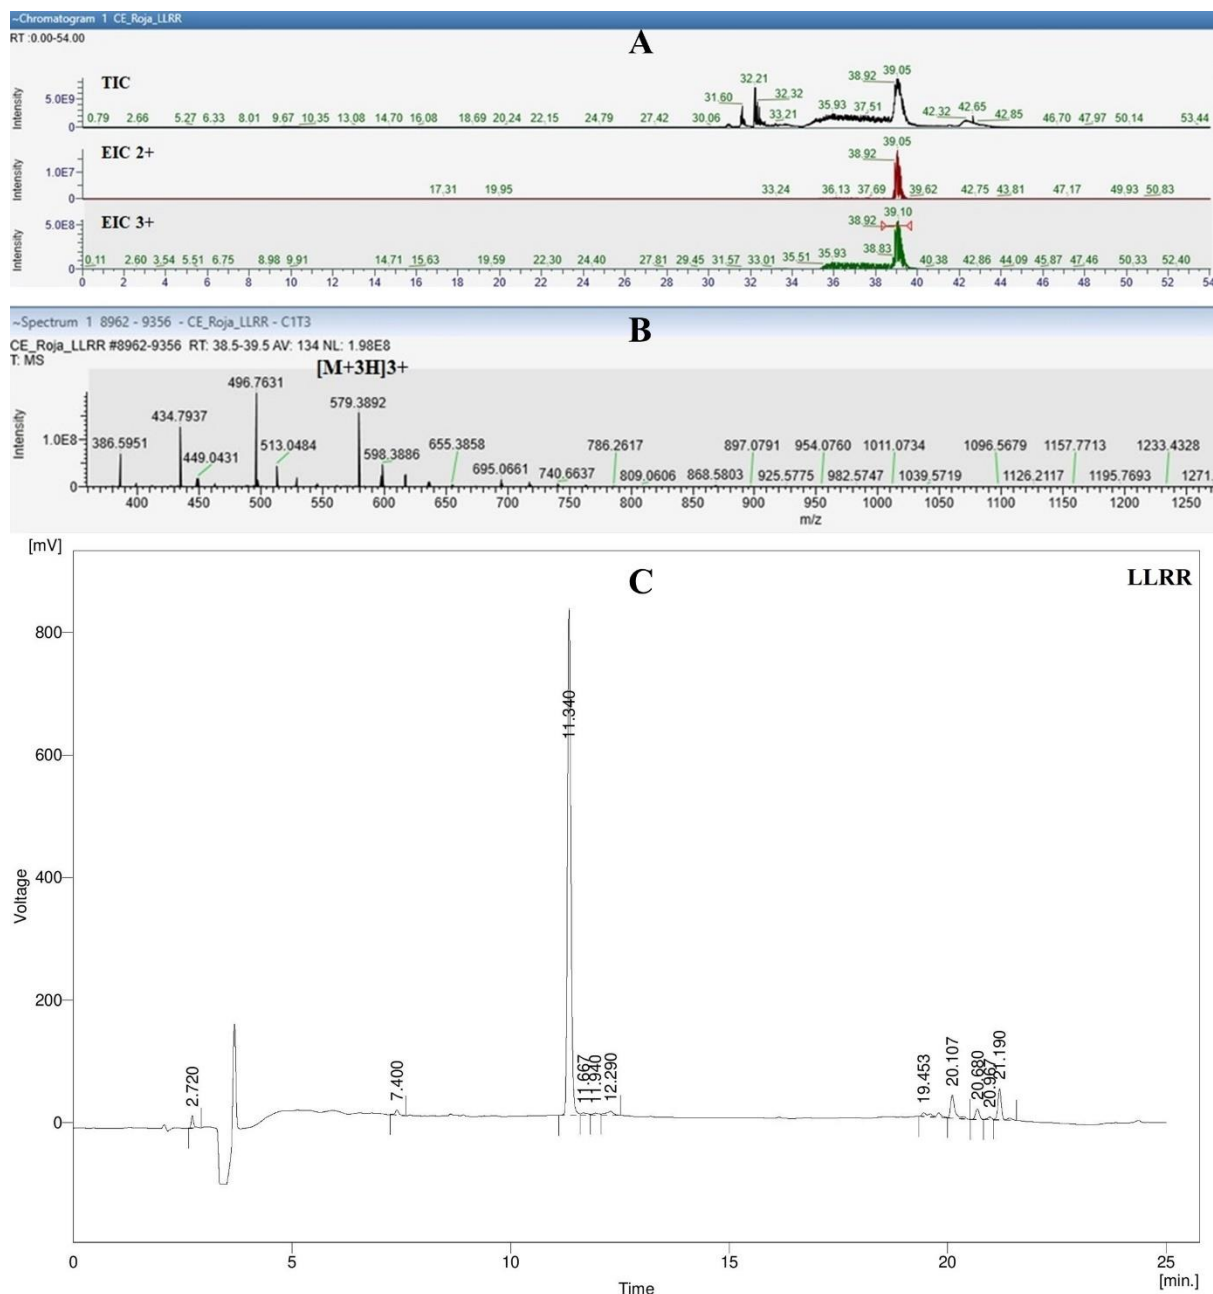 ~Chromatogram 1 CE_Roja_LLRR
RT :0.00-54.00
A
TIC
Intensity
5.0E9
0
0.79 2.66 5.27 6.33 8.01 9.67 10.35 13.08 14.70 16.08 18.69 20.24 22.15 24.79 27.42 30.06 31.60 32.21 32.32 33.21 35.93 37.51 38.92 39.05 42.32 42.65 42.85 46.70 47.97 50.14 53.44
EIC 2+
Intensity
1.0E7
0
17.31 19.95 33.24 36.13 37.69 38.92 39.05 39.62 42.75 43.81 47.17 49.93 50.83
EIC 3+
Intensity
5.0E8
0
0.11 2.60 3.54 5.51 6.75 8.98 9.91 14.71 15.63 19.59 22.30 24.40 27.81 29.45 31.57 33.01 35.51 35.93 38.83 38.92 39.10 40.38 42.86 44.09 45.87 47.46 50.33 52.40
0 2 4 6 8 10 12 14 16 18 20 22 24 26 28 30 32 34 36 38 40 42 44 46 48 50 52 54
~Spectrum 1 8962 - 9356 - CE_Roja_LLRR - C1T3
B
CE_Roja_LLRR #8962-9356 RT: 38.5-39.5 AV: 134 NL: 1.98E8
T: MS
[M+3H]3+
Intensity
1.0E8
0
386.5951 434.7937 449.0431 496.7631 513.0484 579.3892 598.3886 655.3858 695.0661 740.6637 786.2617 809.0606 868.5803 897.0791 925.5775 954.0760 982.5747 1011.0734 1039.5719 1096.5679 1126.2117 1157.7713 1195.7693 1233.4328 1271.
400 450 500 550 600 650 700 750 800 850 900 950 1000 1050 1100 1150 1200 1250
m/z
[mV]
C
LLRR
Voltage
800
600
400
200
0
2.720
7.400
11.340
11.667
11.940
12.290
19.453
20.107
20.680
20.967
21.190
0 5 10 15 20 25
Time
[min.]